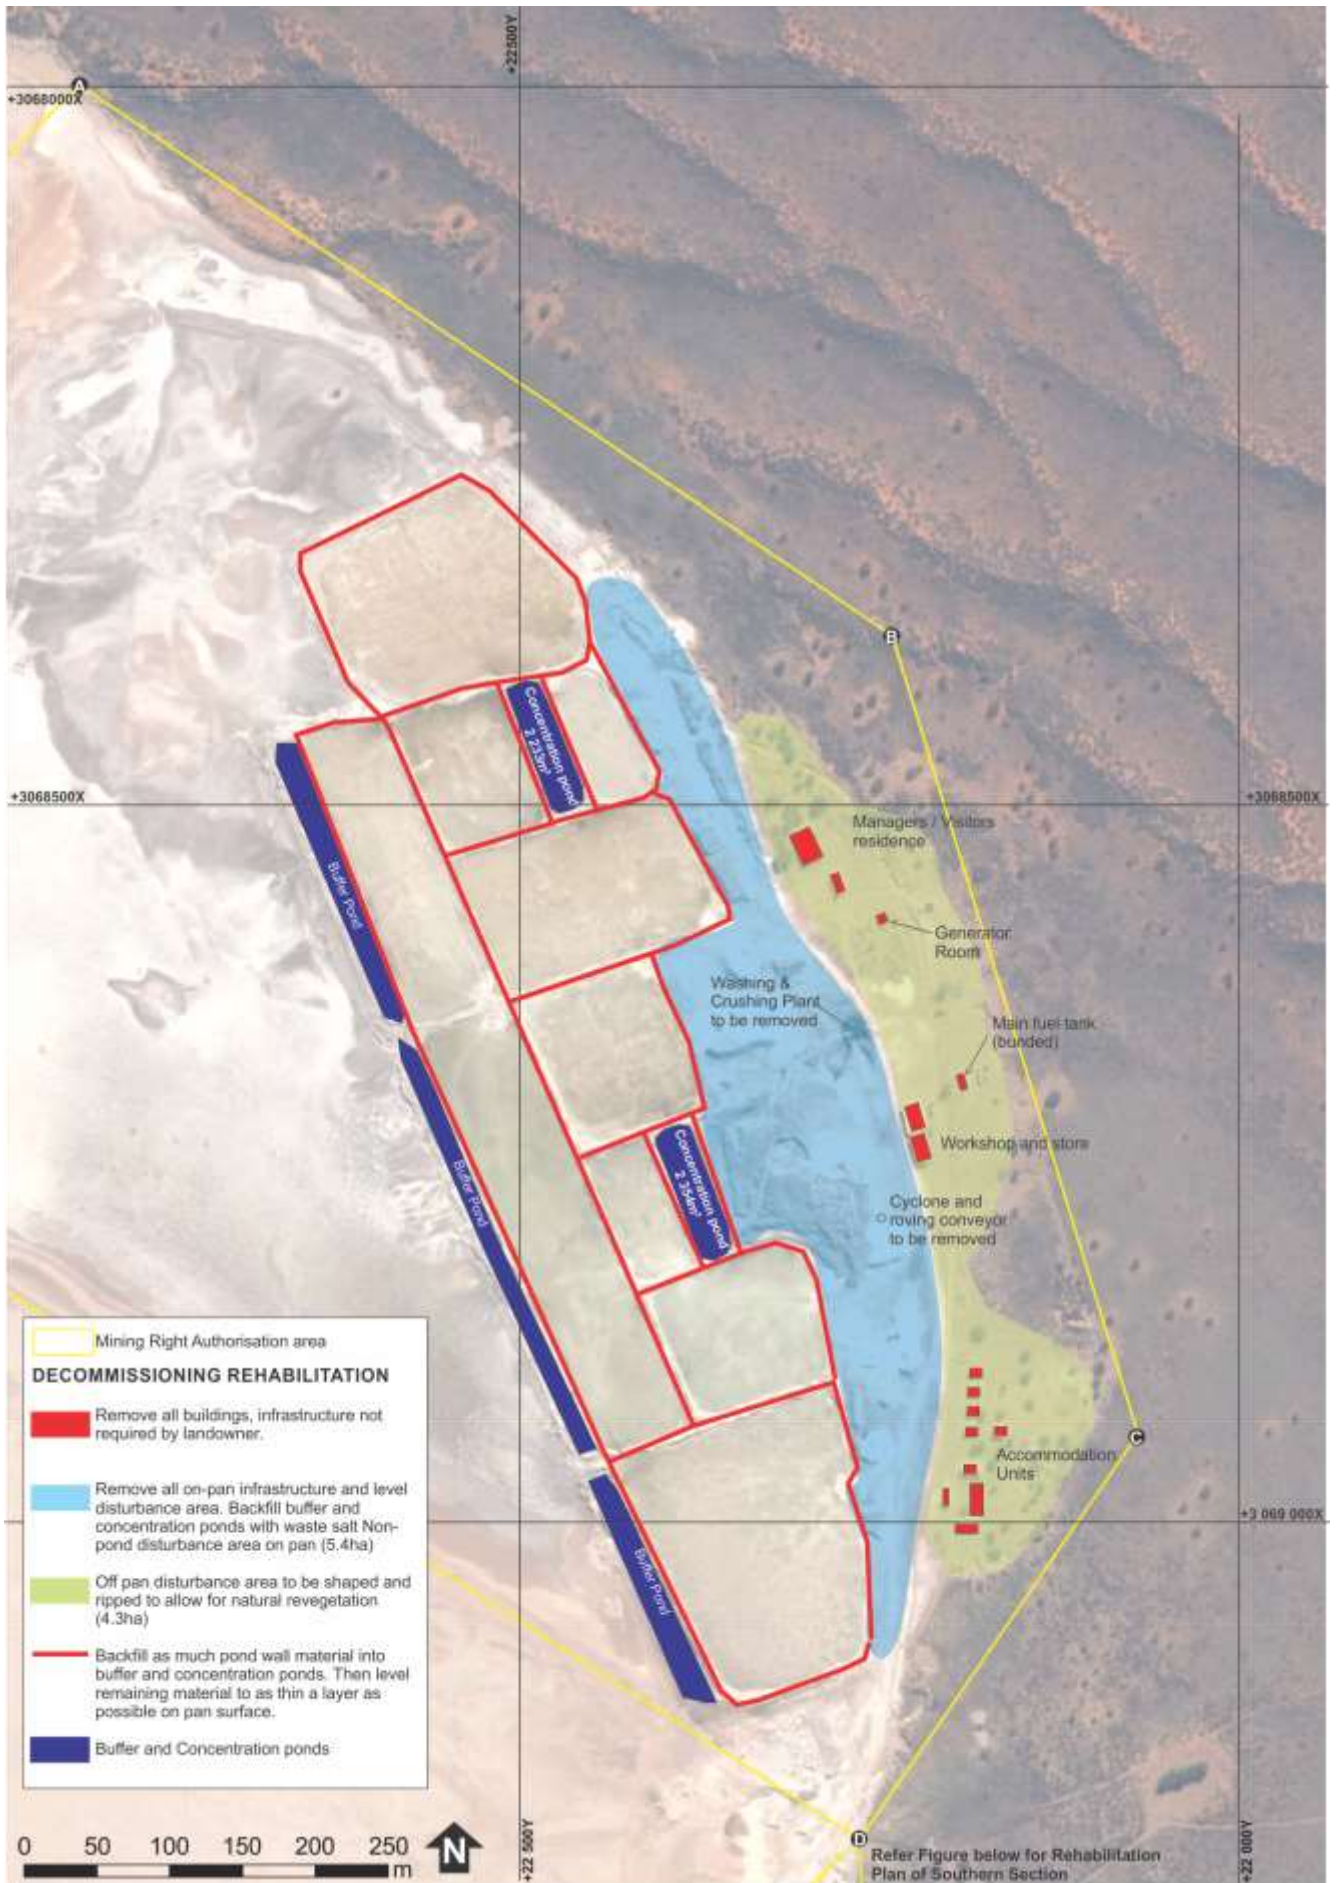 +22500Y
A
+3068000X
B
Concentration pond
2 233m²
+3068500X
+3068500X
Managers / Visitors
residence
Buffer Pond
Generator
Room
Washing &
Crushing Plant
to be removed
Main fuel tank
(bunded)
Concentration pond
2 354m²
Workshop and store
Buffer Pond
Cyclone and
roving conveyor
to be removed
Mining Right Authorisation area
DECOMMISSIONING REHABILITATION
Remove all buildings, infrastructure not
required by landowner.
Remove all on-pan infrastructure and level
disturbance area. Backfill buffer and
concentration ponds with waste salt Non-
pond disturbance area on pan (5.4ha)
Off pan disturbance area to be shaped and
ripped to allow for natural revegetation
(4.3ha)
Backfill as much pond wall material into
buffer and concentration ponds. Then level
remaining material to as thin a layer as
possible on pan surface.
Buffer and Concentration ponds
C
Accommodation
Units
+3 069 000X
Buffer Pond
0 50 100 150 200 250
m
N
+22 500Y
D
Refer Figure below for Rehabilitation
Plan of Southern Section
+22 000Y